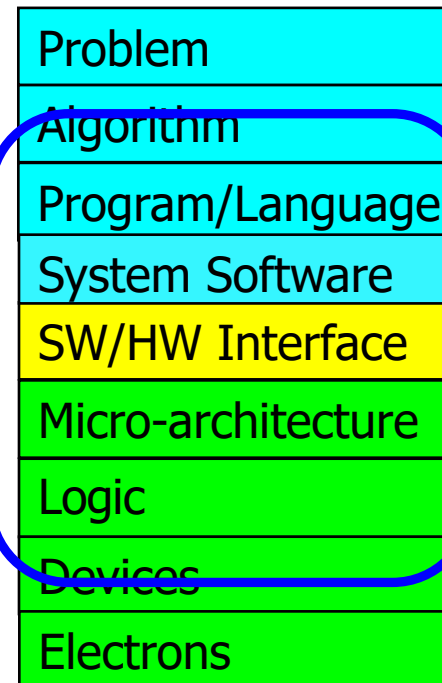 Problem
Algorithm
Program/Language
System Software
SW/HW Interface
Micro-architecture
Logic
Devices
Electrons